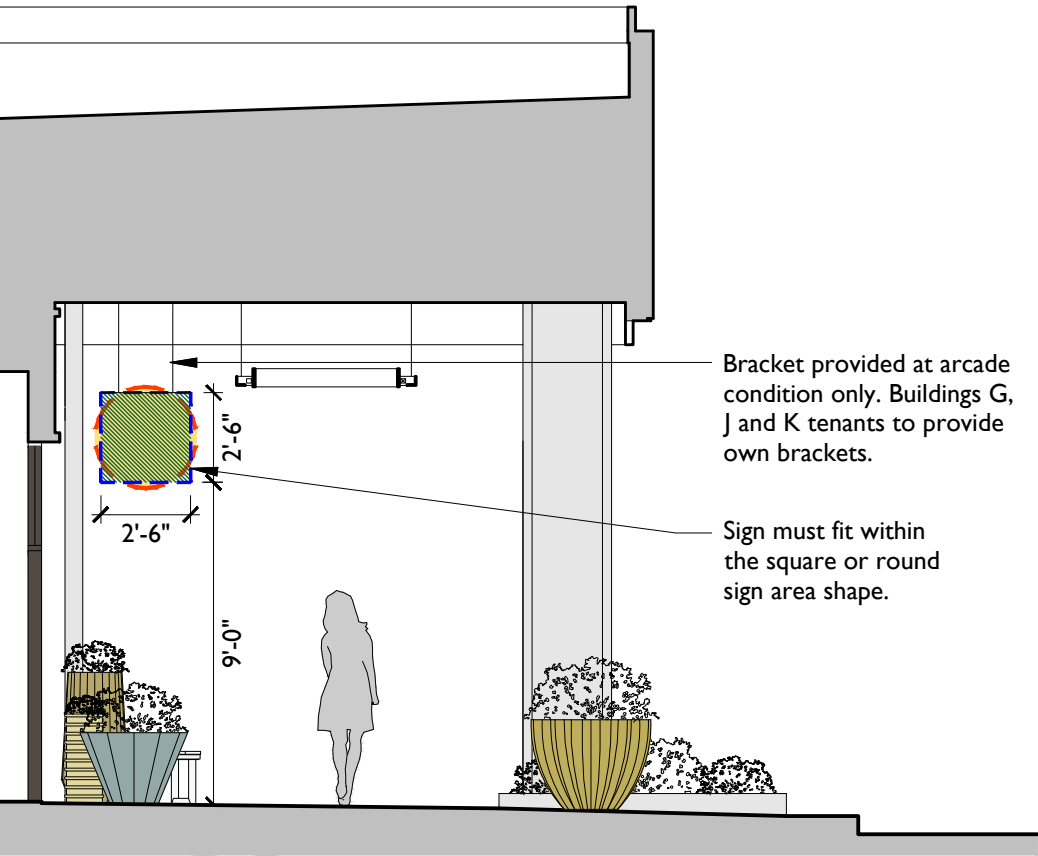 Bracket provided at arcade
condition only. Buildings G,
J and K tenants to provide
own brackets.
2'-6"
2'-6"
Sign must fit within
the square or round
sign area shape.
9'-0"